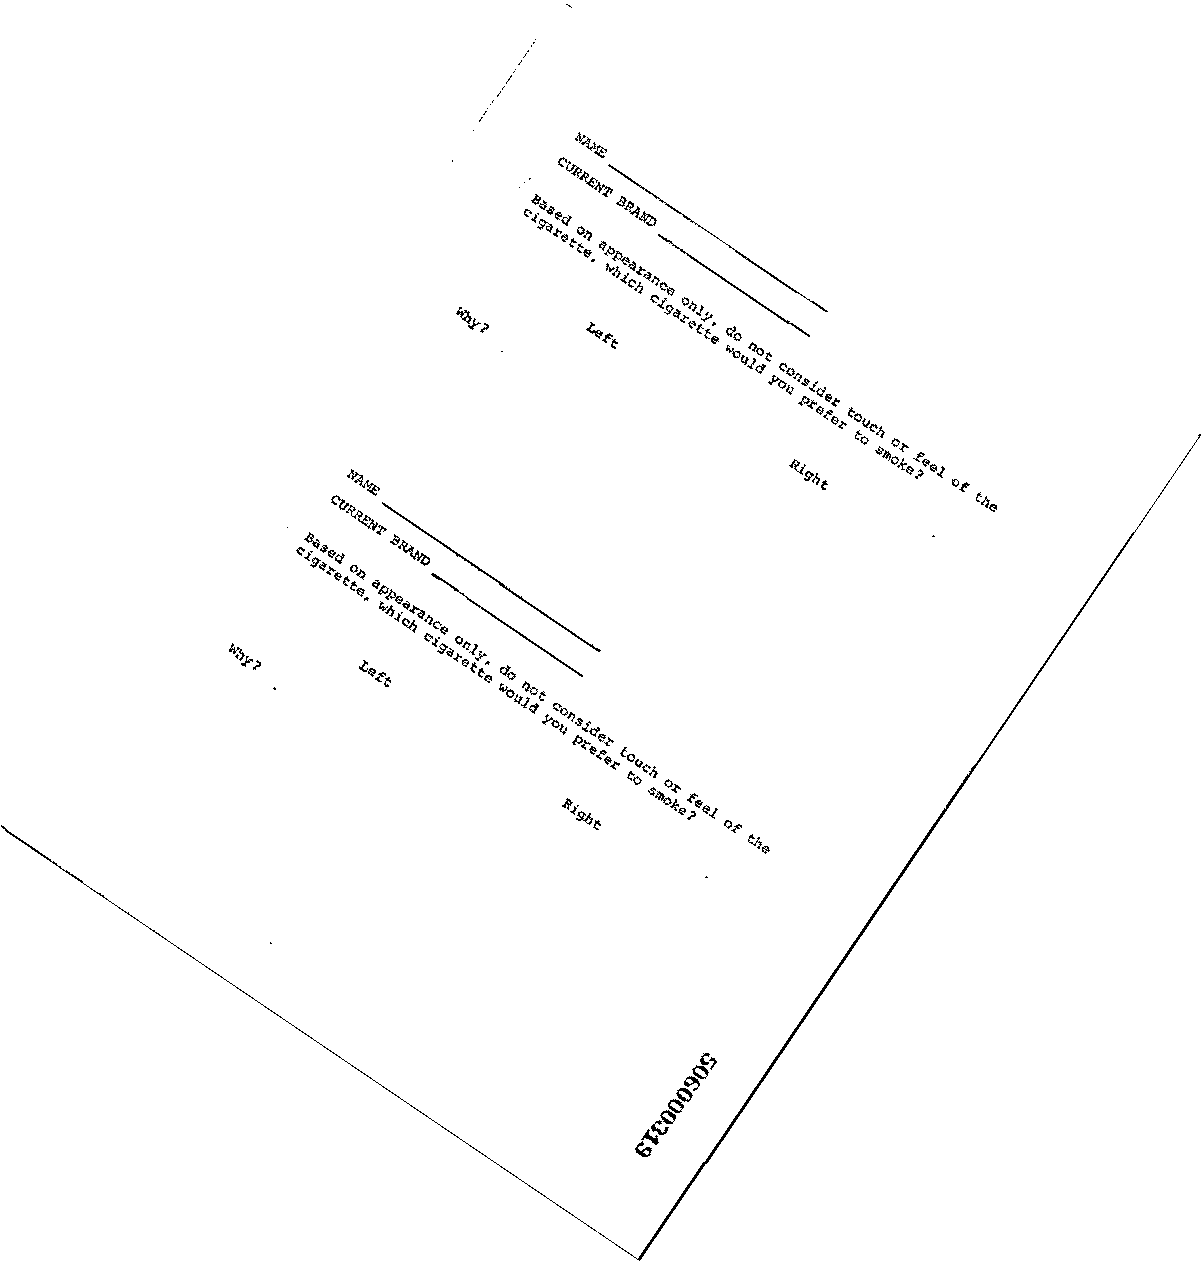 NAME
CURRENT BRAND
Based on appearance only, do not consider touch or feel of the
cigarette, which cigarette would you prefer to smoke?
Left Right
Why?
NAME
CURRENT BRAND
Based on appearance only, do not consider touch or feel of the
cigarette, which cigarette would you prefer to smoke?
Left Right
Why?
506000319